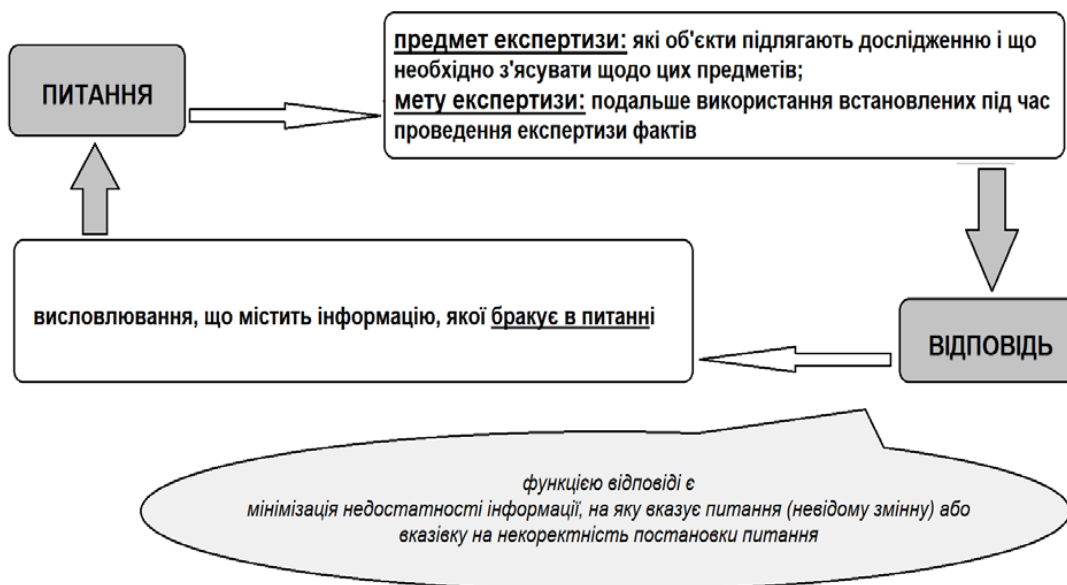 ПИТАННЯ
предмет експертизи: які об'єкти підлягають дослідженню і що
необхідно з'ясувати щодо цих предметів;
мету експертизи: подальше використання встановлених під час
проведення експертизи фактів
висловлювання, що містить інформацію, якої бракує в питанні
ВІДПОВІДЬ
функцією відповіді є
мінімізація недостатності інформації, на яку вказує питання (невідому змінну) або
вказівку на некоректність постановки питання